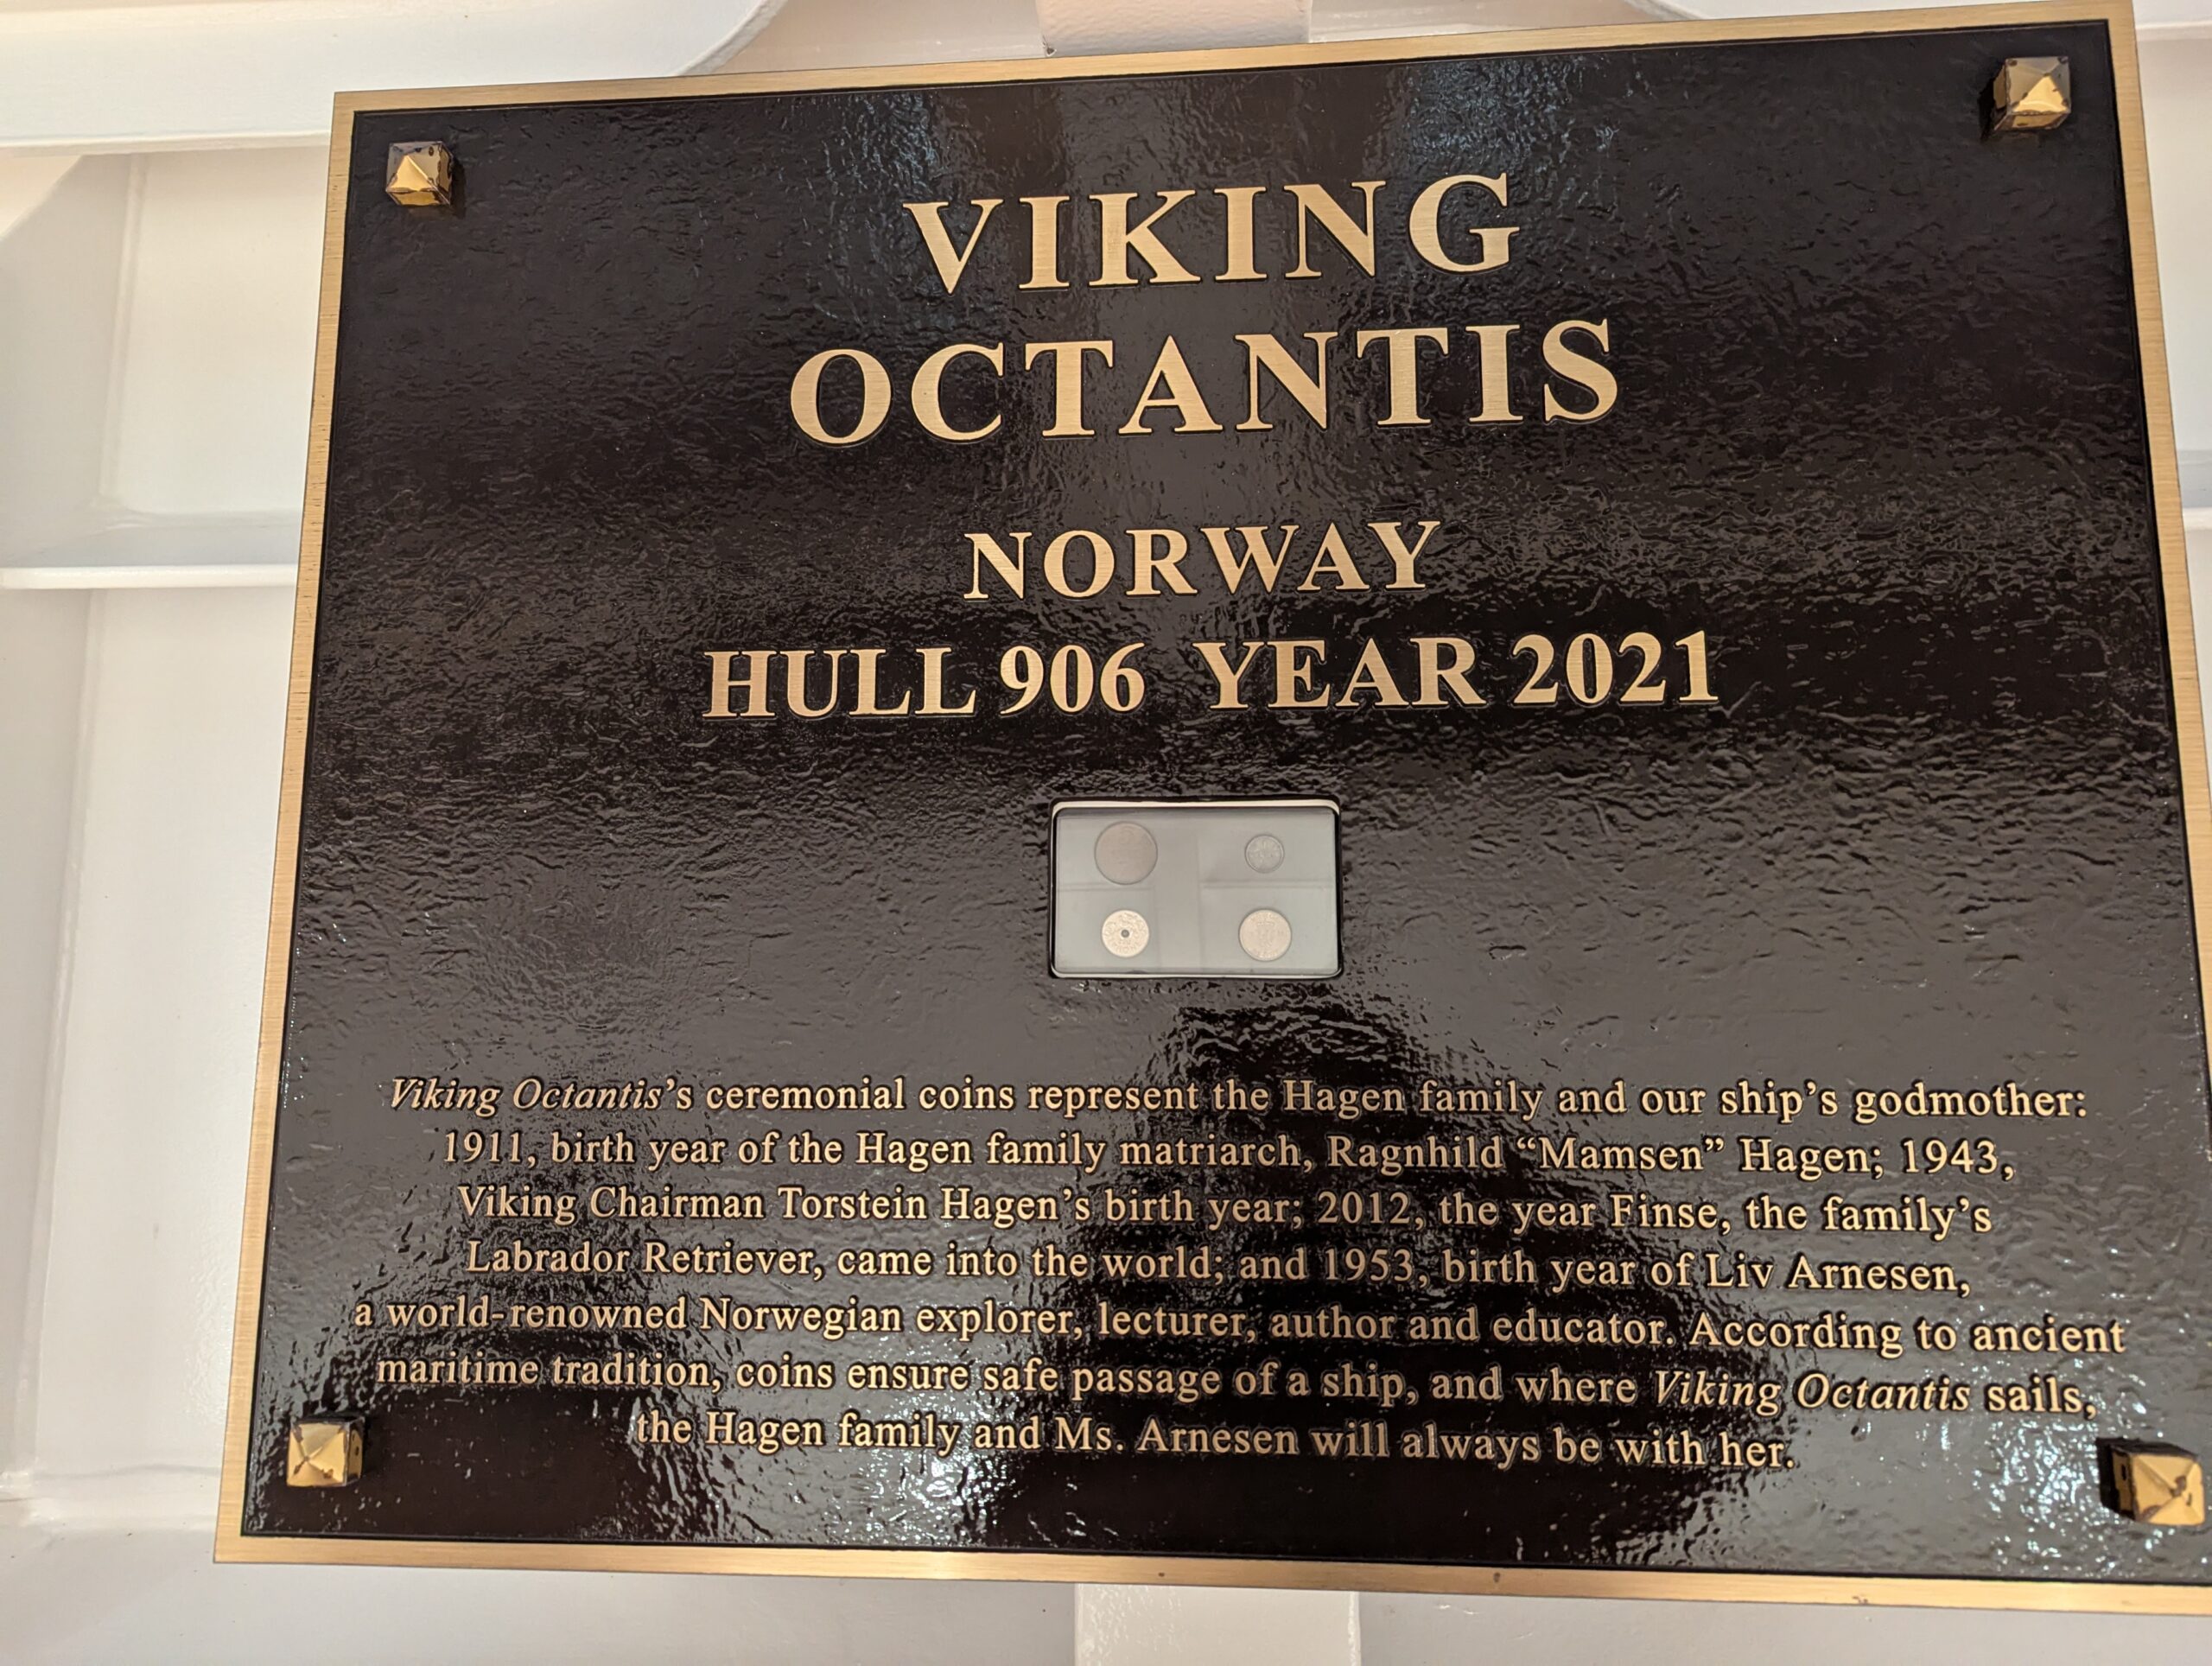 VIKING
OCTANTIS
NORWAY
HULL 906 YEAR 2021
Viking Octantis’s ceremonial coins represent the Hagen family and our ship’s godmother:
1911, birth year of the Hagen family matriarch, Ragnhild “Mamsen” Hagen; 1943,
Viking Chairman Torstein Hagen’s birth year; 2012, the year Finse, the family’s
Labrador Retriever, came into the world; and 1953, birth year of Liv Arnesen,
a world-renowned Norwegian explorer, lecturer, author and educator. According to ancient
maritime tradition, coins ensure safe passage of a ship, and where Viking Octantis sails,
the Hagen family and Ms. Arnesen will always be with her.